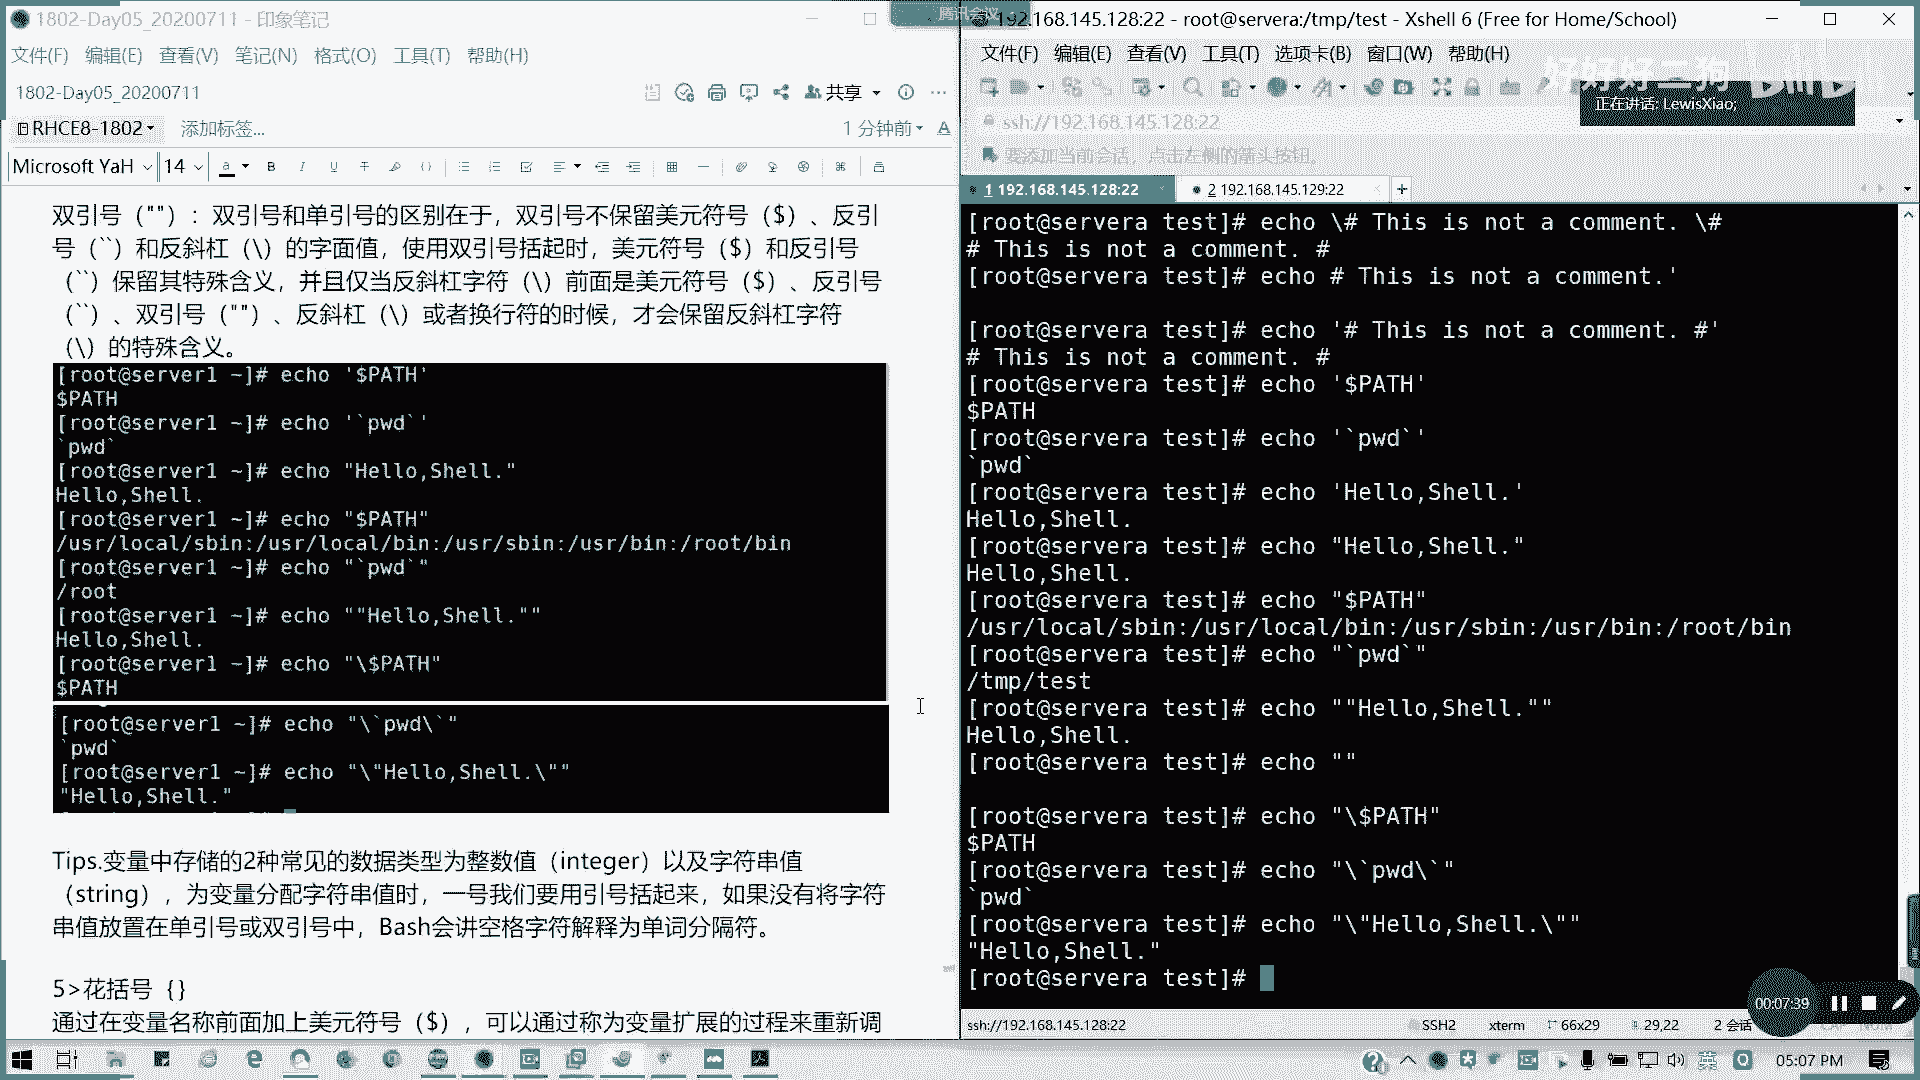 1802-Day05_20200711 - 印象笔记
文件(F) 编辑(E) 查看(V) 笔记(N) 格式(O) 工具(T) 帮助(H)
1802-Day05_20200711
共享
RHCE8-1802
添加标签...
1 分钟前
Microsoft YaH
14
双引号（""）：双引号和单引号的区别在于，双引号不保留美元符号（$）、反引
号（``）和反斜杠（\）的字面值，使用双引号括起时，美元符号（$）和反引号
（``）保留其特殊含义，并且仅当反斜杠字符（\）前面是美元符号（$）、反引号
（``）、双引号（""）、反斜杠（\）或者换行符的时候，才会保留反斜杠字符
（\）的特殊含义。
[root@server1 ~]# echo '$PATH'
$PATH
[root@server1 ~]# echo '`pwd`'
`pwd`
[root@server1 ~]# echo "Hello,Shell."
Hello,Shell.
[root@server1 ~]# echo "$PATH"
/usr/local/sbin:/usr/local/bin:/usr/sbin:/usr/bin:/root/bin
[root@server1 ~]# echo "`pwd`"
/root
[root@server1 ~]# echo ""Hello,Shell.""
Hello,Shell.
[root@server1 ~]# echo "\$PATH"
$PATH
[root@server1 ~]# echo "\`pwd\`"
`pwd`
[root@server1 ~]# echo "\"Hello,Shell.\""
"Hello,Shell."
Tips.变量中存储的2种常见的数据类型为整数值（integer）以及字符串值
（string），为变量分配字符串值时，一号我们要用引号括起来，如果没有将字符
串值放置在单引号或双引号中，Bash会讲空格字符解释为单词分隔符。
5>花括号｛｝
通过在变量名称前面加上美元符号（$），可以通过称为变量扩展的过程来重新调
腾讯会议
192.168.145.128:22 - root@servera:/tmp/test - Xshell 6 (Free for Home/School)
文件(F) 编辑(E) 查看(V) 工具(T) 选项卡(B) 窗口(W) 帮助(H)
好好好二狗
bilibili
正在讲话: LewisXiao;
ssh://192.168.145.128:22
要添加当前会话，点击左侧的箭头按钮。
1 192.168.145.128:22
2 192.168.145.129:22
[root@servera test]# echo \# This is not a comment. \#
# This is not a comment. #
[root@servera test]# echo # This is not a comment.'
[root@servera test]# echo '# This is not a comment. #'
# This is not a comment. #
[root@servera test]# echo '$PATH'
$PATH
[root@servera test]# echo '`pwd`'
`pwd`
[root@servera test]# echo 'Hello,Shell.'
Hello,Shell.
[root@servera test]# echo "Hello,Shell."
Hello,Shell.
[root@servera test]# echo "$PATH"
/usr/local/sbin:/usr/local/bin:/usr/sbin:/usr/bin:/root/bin
[root@servera test]# echo "`pwd`"
/tmp/test
[root@servera test]# echo ""Hello,Shell.""
Hello,Shell.
[root@servera test]# echo ""
[root@servera test]# echo "\$PATH"
$PATH
[root@servera test]# echo "\`pwd\`"
`pwd`
[root@servera test]# echo "\"Hello,Shell.\""
"Hello,Shell."
[root@servera test]#
00:07:39
ssh://192.168.145.128:22
SSH2
xterm
66x29
29,22
2 会话
英
05:07 PM